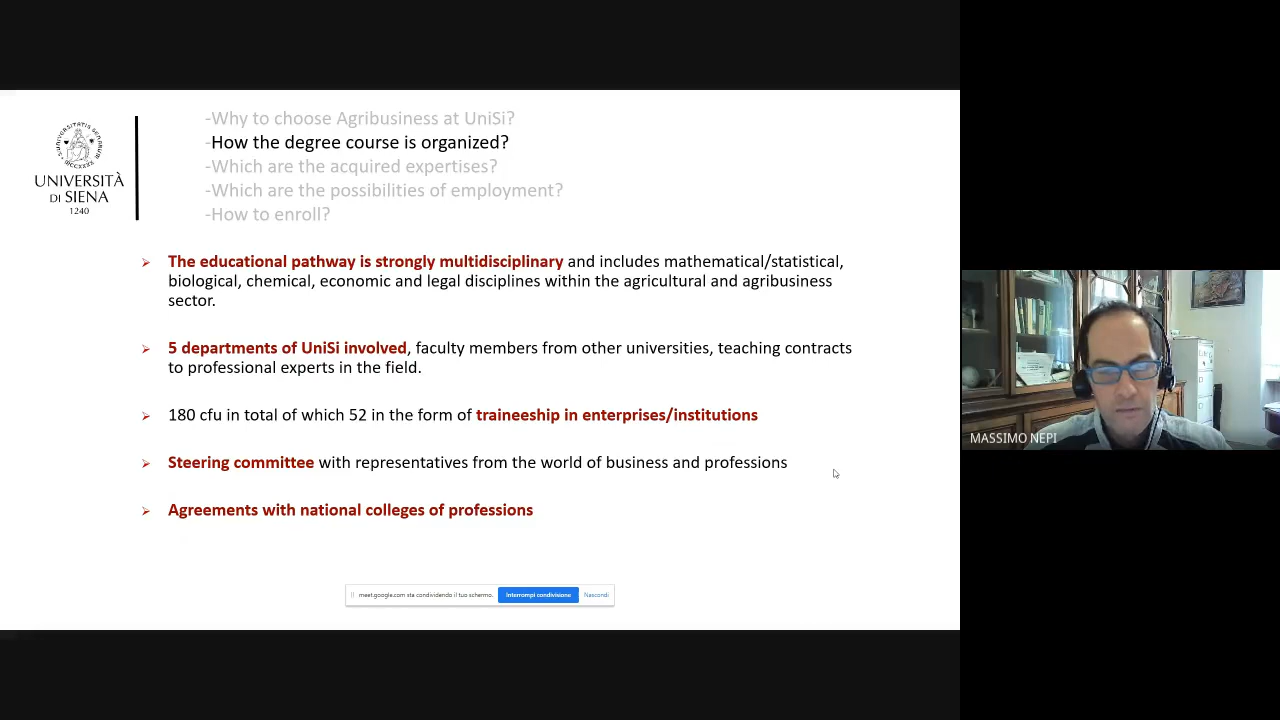 -Why to choose Agribusiness at UniSi?
-How the degree course is organized?
-Which are the acquired expertises?
-Which are the possibilities of employment?
-How to enroll?
UNIVERSITÀ
DI SIENA
1240
The educational pathway is strongly multidisciplinary and includes mathematical/statistical,
biological, chemical, economic and legal disciplines within the agricultural and agribusiness
sector.
5 departments of UniSi involved, faculty members from other universities, teaching contracts
to professional experts in the field.
180 cfu in total of which 52 in the form of traineeship in enterprises/institutions
Steering committee with representatives from the world of business and professions
Agreements with national colleges of professions
meet.google.com sta condividendo il tuo schermo.
Interrompi condivisione
Nascondi
MASSIMO NEPI